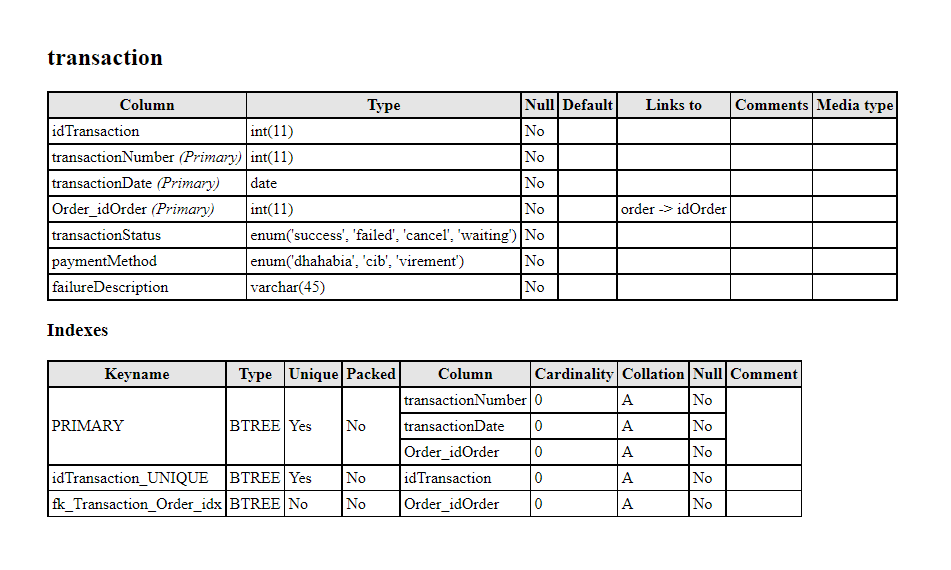 transaction
Column Type Null Default Links to Comments Media type
idTransaction int(11) No
transactionNumber (Primary) int(11) No
transactionDate (Primary) date No
Order_idOrder (Primary) int(11) No order -> idOrder
transactionStatus enum('success', 'failed', 'cancel', 'waiting') No
paymentMethod enum('dhahabia', 'cib', 'virement') No
failureDescription varchar(45) No
Indexes
Keyname Type Unique Packed Column Cardinality Collation Null Comment
PRIMARY BTREE Yes No transactionNumber 0 A No
transactionDate 0 A No
Order_idOrder 0 A No
idTransaction_UNIQUE BTREE Yes No idTransaction 0 A No
fk_Transaction_Order_idx BTREE No No Order_idOrder 0 A No